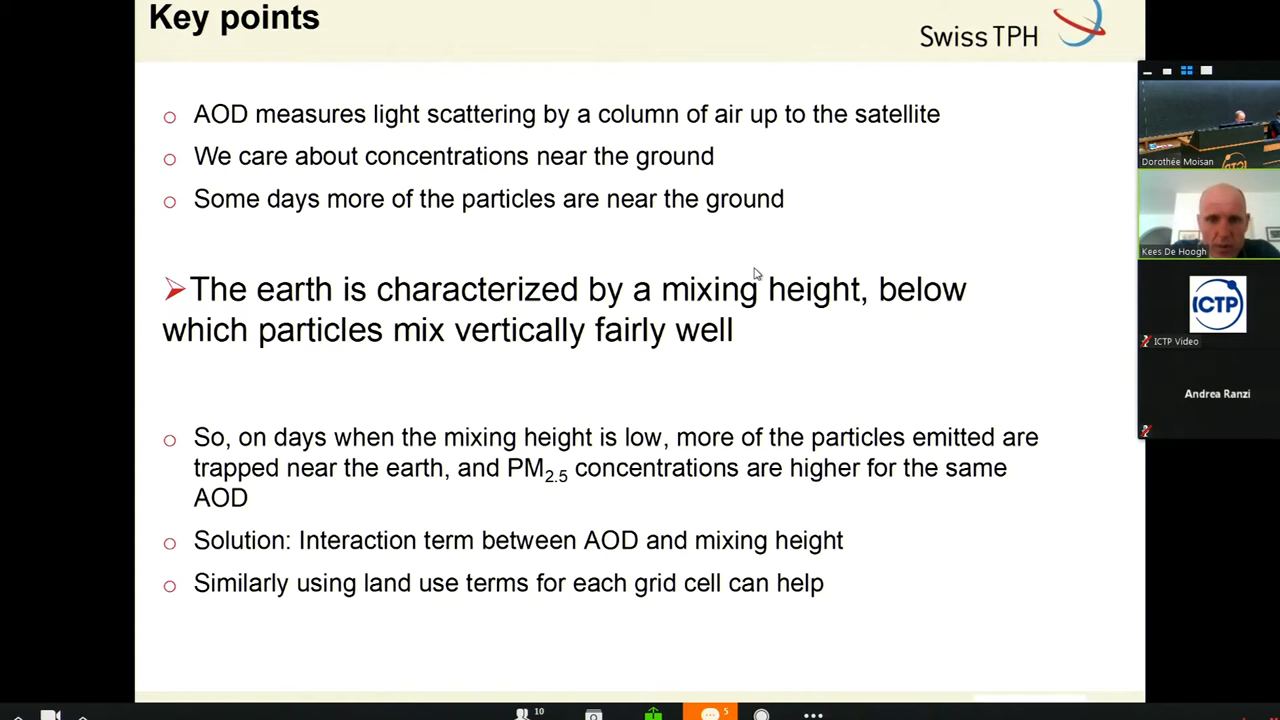 Key points
Swiss TPH
AOD measures light scattering by a column of air up to the satellite
We care about concentrations near the ground
Some days more of the particles are near the ground
The earth is characterized by a mixing height, below
which particles mix vertically fairly well
So, on days when the mixing height is low, more of the particles emitted are
trapped near the earth, and PM2.5 concentrations are higher for the same
AOD
Solution: Interaction term between AOD and mixing height
Similarly using land use terms for each grid cell can help
Dorothée Moisan
Kees De Hoogh
ICTP
ICTP Video
Andrea Ranzi
10
5